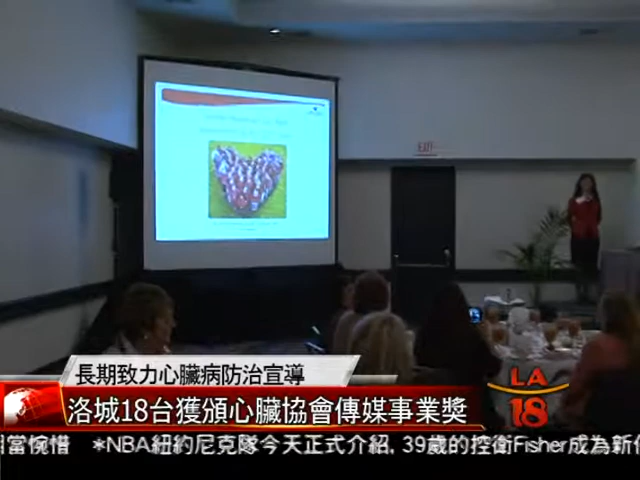 EXIT
長期致力心臟病防治宣導
洛城18台獲頒心臟協會傳媒事業獎
LA
18
當惋惜 *NBA紐約尼克隊今天正式介紹, 39歲的控衛Fisher成為新